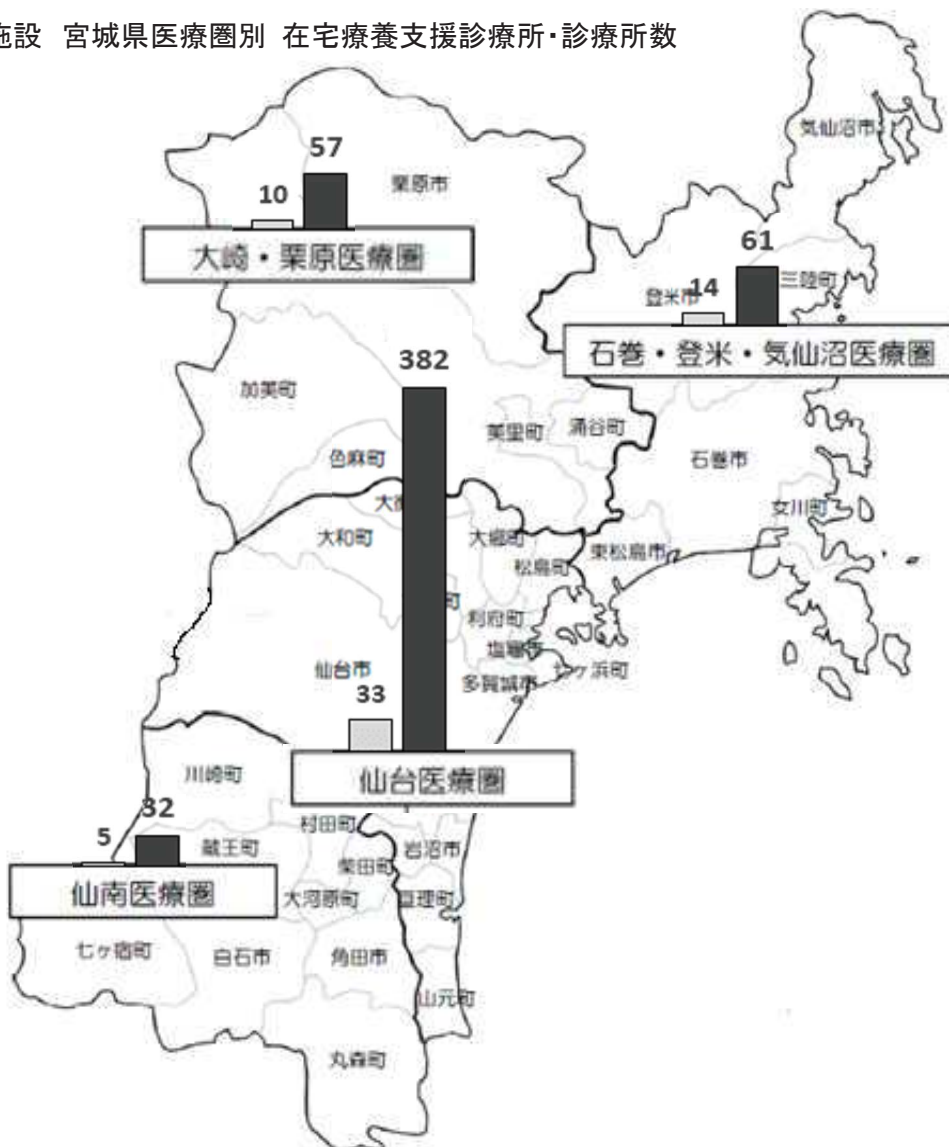 施設 宮城県医療圏別 在宅療養支援診療所・診療所数
気仙沼市
57
栗原市
10
大崎・栗原医療圏
61
三陸町
登米市
14
石巻・登米・気仙沼医療圏
382
加美町
涌谷町
美里町
色麻町
石巻市
大
女川町
大和町
大郷町
東松島市
松島町
町
利府町
塩竈市
仙台市
七ヶ浜町
多賀城市
33
仙台医療圏
川崎町
32
5
村田町
蔵王町
岩沼市
柴田町
仙南医療圏
大河原町
亘理町
七ヶ宿町
白石市
角田市
山元町
丸森町